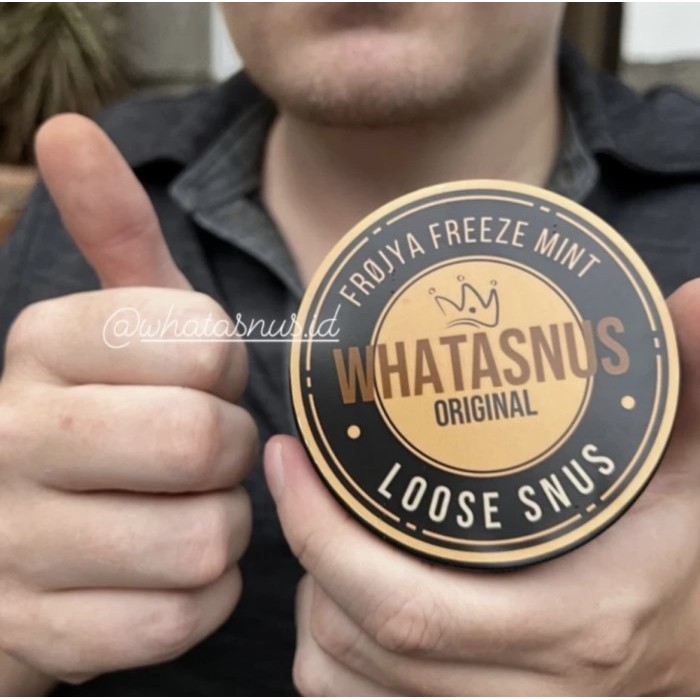 FRØJYA FREEZE MINT
@whatasnus.id
WHATASNUS
ORIGINAL
LOOSE SNUS